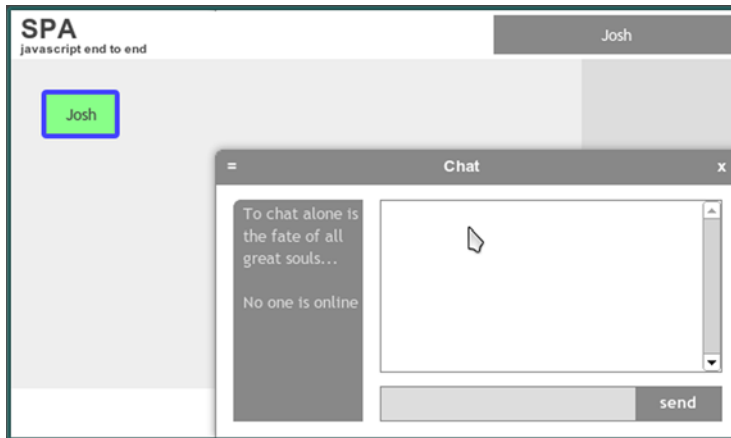 SPA
javascript end to end
Josh
Josh
= Chat x
To chat alone is
the fate of all
great souls...
No one is online
send